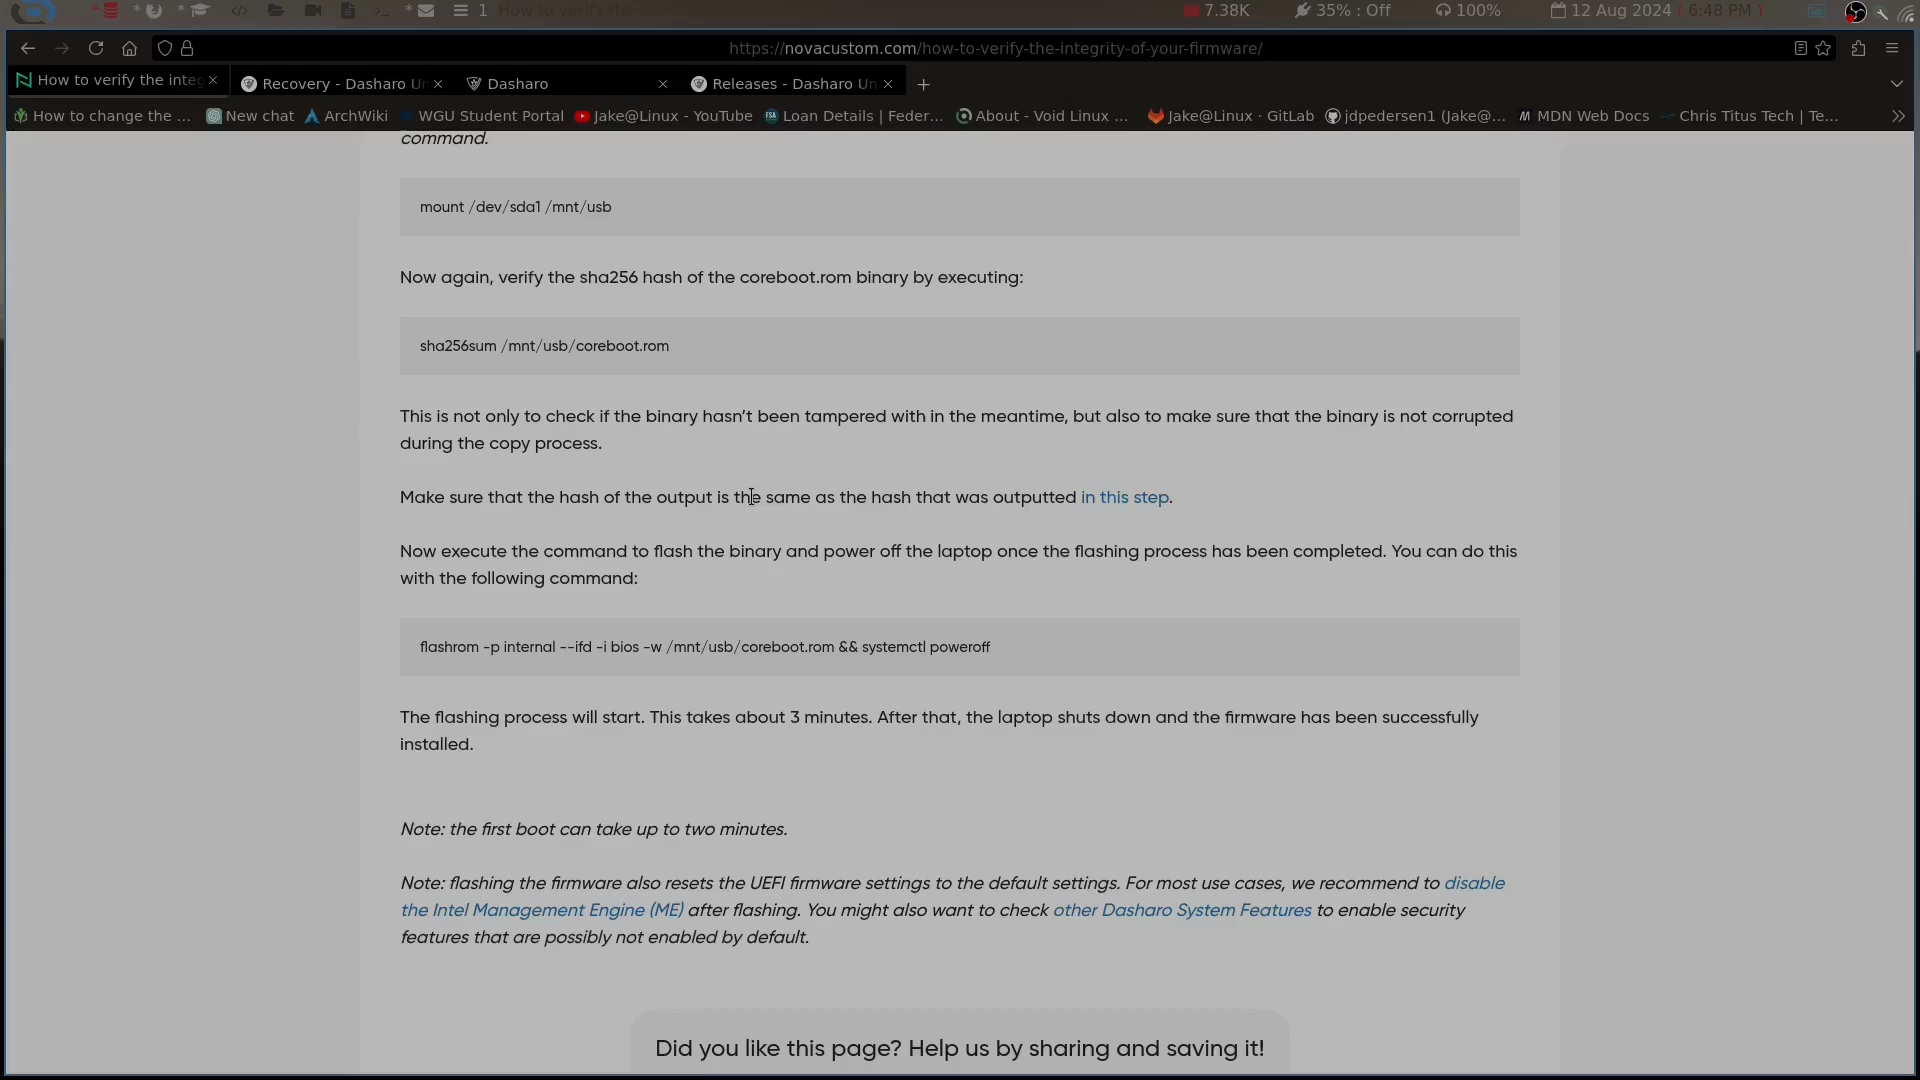 1 How to verify the
7.38K
35% : Off
100%
12 Aug 2024 ( 6:48 PM )
https://novacustom.com/how-to-verify-the-integrity-of-your-firmware/
How to verify the integ
Recovery - Dasharo Un
Dasharo
Releases - Dasharo Un
How to change the ...
New chat
ArchWiki
WGU Student Portal
Jake@Linux - YouTube
FSA Loan Details | Feder...
About - Void Linux ...
Jake@Linux · GitLab
jdpedersen1 (Jake@...
MDN Web Docs
Chris Titus Tech | Te...
command.
mount /dev/sda1 /mnt/usb
Now again, verify the sha256 hash of the coreboot.rom binary by executing:
sha256sum /mnt/usb/coreboot.rom
This is not only to check if the binary hasn’t been tampered with in the meantime, but also to make sure that the binary is not corrupted
during the copy process.
Make sure that the hash of the output is the same as the hash that was outputted in this step.
Now execute the command to flash the binary and power off the laptop once the flashing process has been completed. You can do this
with the following command:
flashrom -p internal --ifd -i bios -w /mnt/usb/coreboot.rom && systemctl poweroff
The flashing process will start. This takes about 3 minutes. After that, the laptop shuts down and the firmware has been successfully
installed.
Note: the first boot can take up to two minutes.
Note: flashing the firmware also resets the UEFI firmware settings to the default settings. For most use cases, we recommend to disable
the Intel Management Engine (ME) after flashing. You might also want to check other Dasharo System Features to enable security
features that are possibly not enabled by default.
Did you like this page? Help us by sharing and saving it!